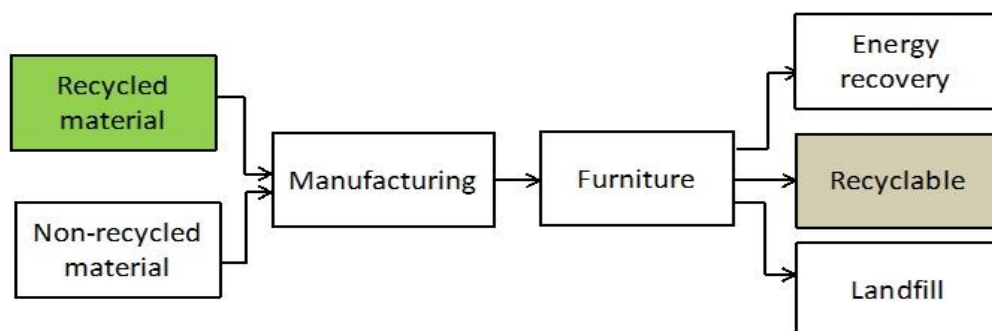 Recycled
material
Non-recycled
material
Manufacturing
Furniture
Energy
recovery
Recyclable
Landfill